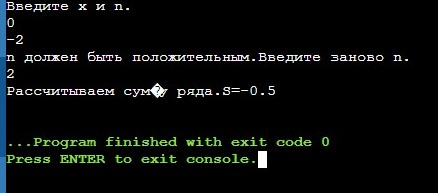 Введите x и n.
0
-2
n должен быть положительным.Введите заново n.
2
Рассчитываем сум�у ряда.S=-0.5
...Program finished with exit code 0
Press ENTER to exit console.